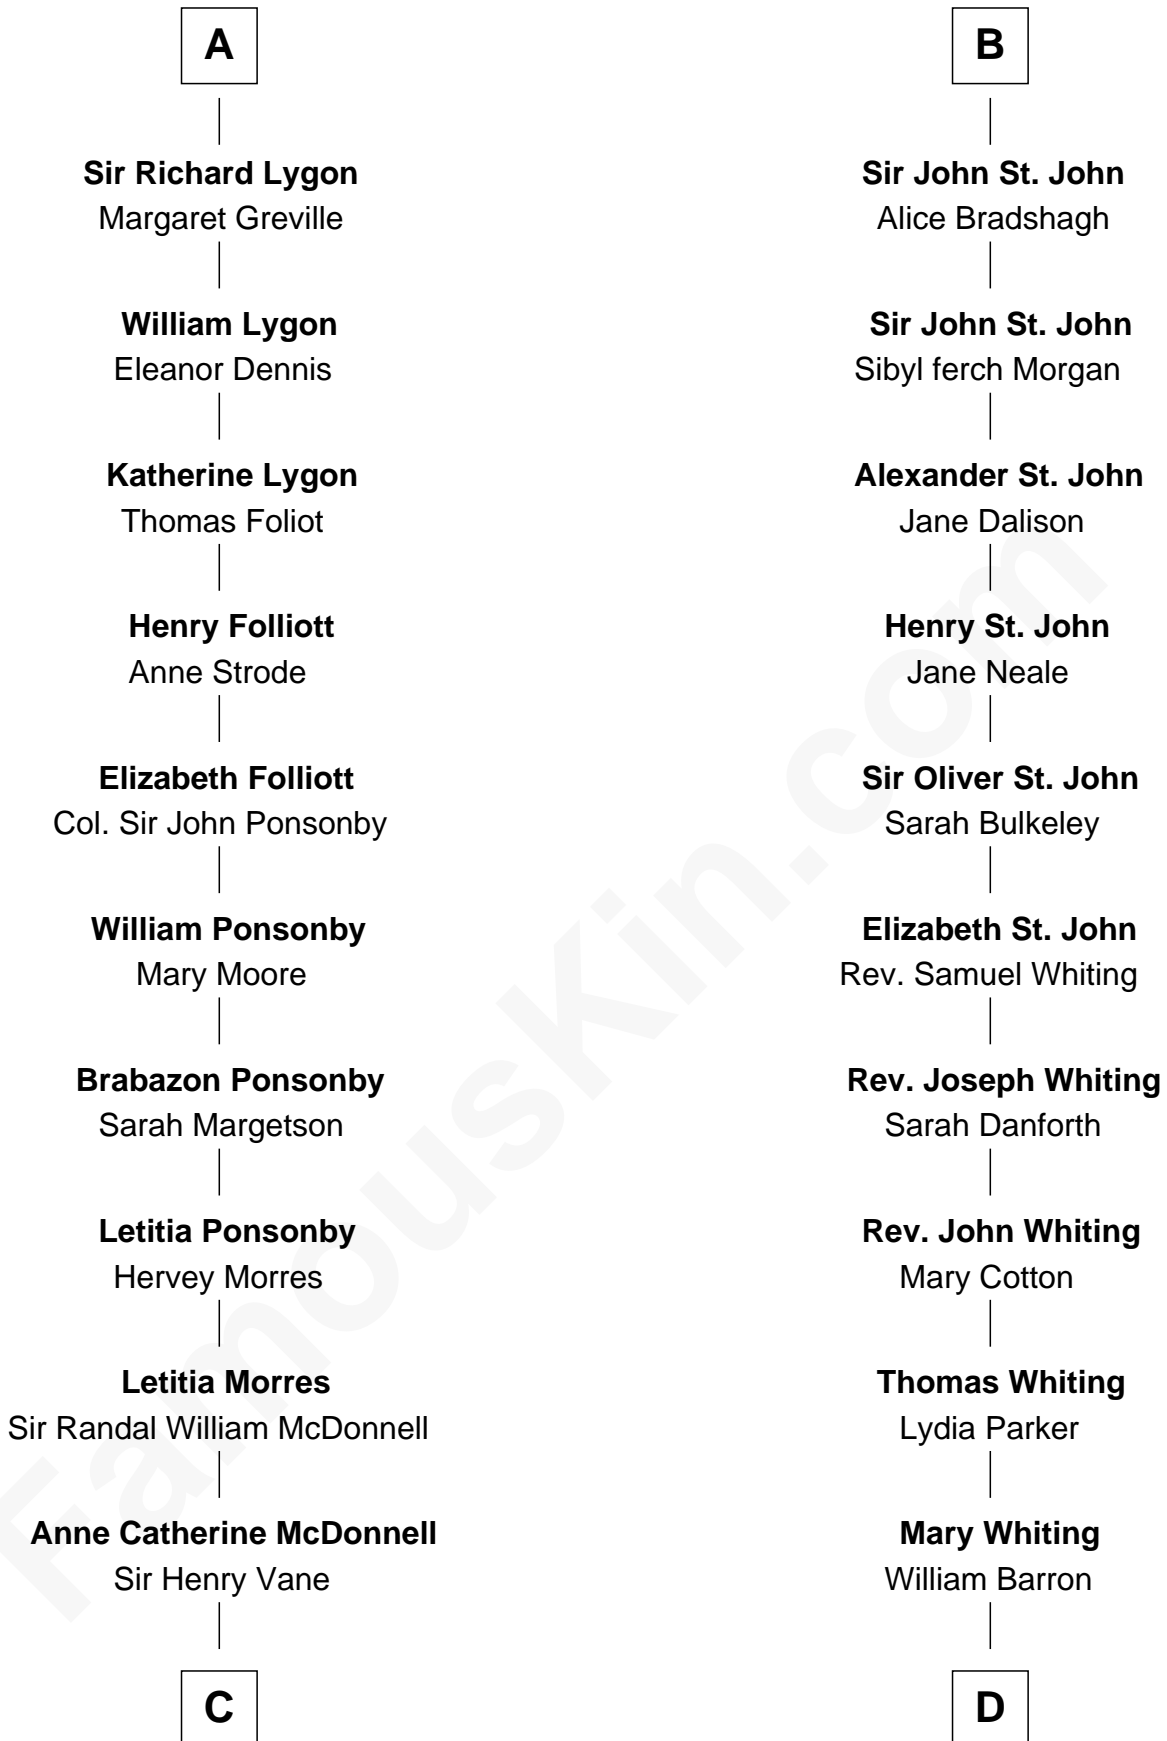 A
Sir Richard Lygon
Margaret Greville
William Lygon
Eleanor Dennis
Katherine Lygon
Thomas Foliot
Henry Folliott
Anne Strode
Elizabeth Folliott
Col. Sir John Ponsonby
William Ponsonby
Mary Moore
Brabazon Ponsonby
Sarah Margetson
Letitia Ponsonby
Hervey Morres
Letitia Morres
Sir Randal William McDonnell
Anne Catherine McDonnell
Sir Henry Vane
C
B
Sir John St. John
Alice Bradshagh
Sir John St. John
Sibyl ferch Morgan
Alexander St. John
Jane Dalison
Henry St. John
Jane Neale
Sir Oliver St. John
Sarah Bulkeley
Elizabeth St. John
Rev. Samuel Whiting
Rev. Joseph Whiting
Sarah Danforth
Rev. John Whiting
Mary Cotton
Thomas Whiting
Lydia Parker
Mary Whiting
William Barron
D
FamousKin.com